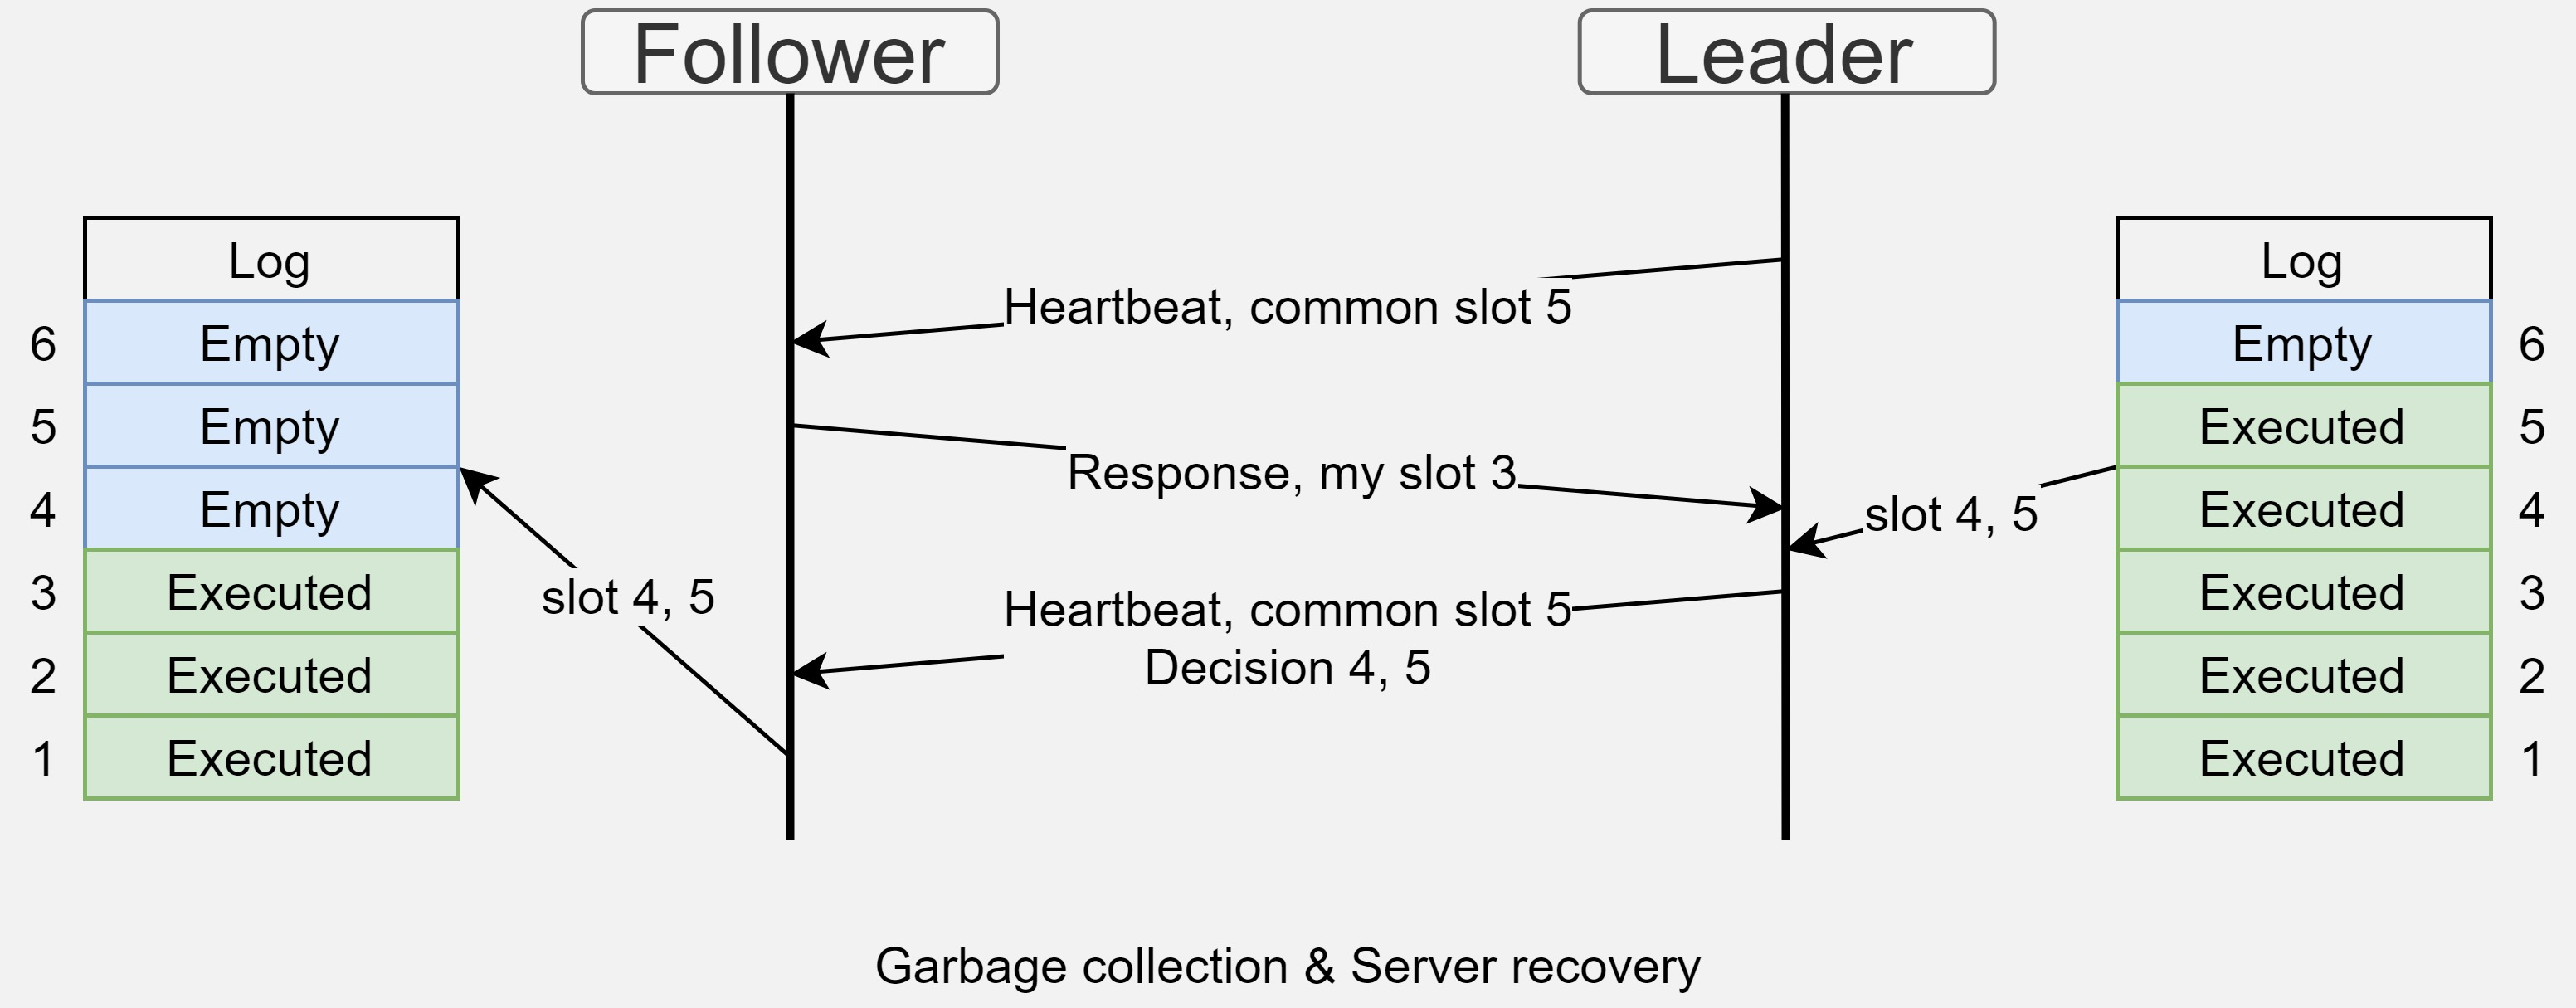 Follower
Leader
Log
6 Empty
5 Empty
4 Empty
3 Executed
2 Executed
1 Executed
slot 4, 5
Heartbeat, common slot 5
Response, my slot 3
Heartbeat, common slot 5
Decision 4, 5
slot 4, 5
Log
Empty 6
Executed 5
Executed 4
Executed 3
Executed 2
Executed 1
Garbage collection & Server recovery